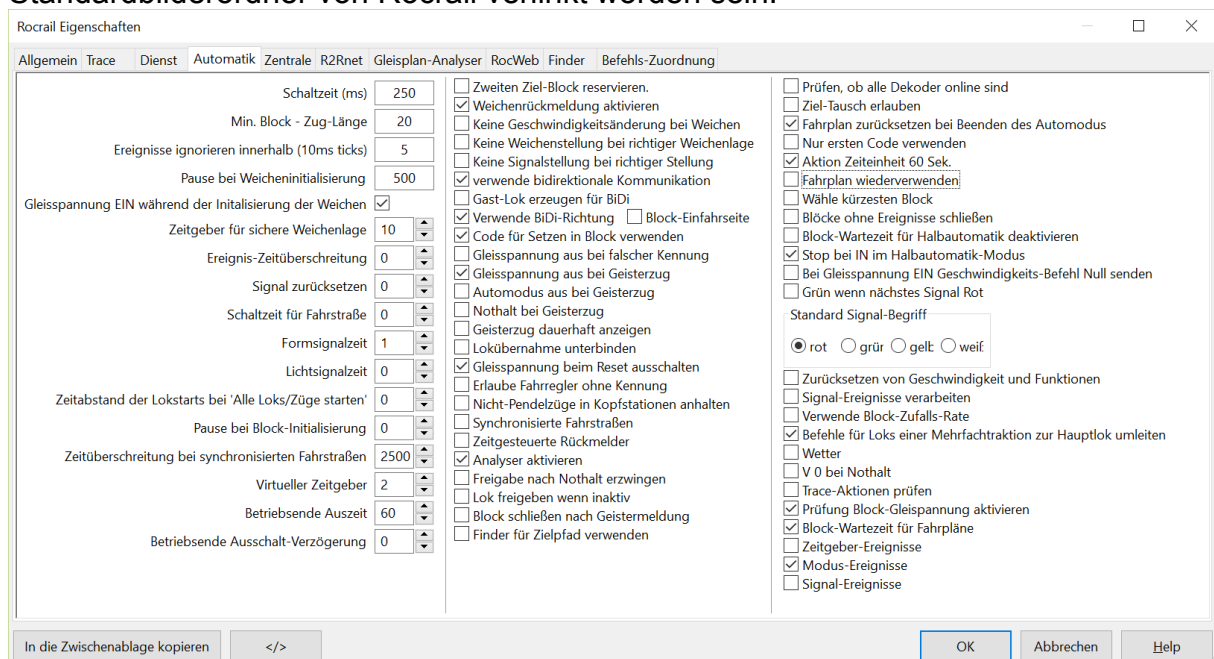 Standardbilderordner von Rocrail verlinkt worden sein.
Rocrail Eigenschaften
Allgemein Trace Dienst Automatik Zentrale R2Rnet Gleisplan-Analyser RocWeb Finder Befehls-Zuordnung
Schaltzeit (ms) 250
Min. Block - Zug-Länge 20
Ereignisse ignorieren innerhalb (10ms ticks) 5
Pause bei Weicheninitialisierung 500
Gleisspannung EIN während der Initalisierung der Weichen
Zeitgeber für sichere Weichenlage 10
Ereignis-Zeitüberschreitung 0
Signal zurücksetzen 0
Schaltzeit für Fahrstraße 0
Formsignalzeit 1
Lichtsignalzeit 0
Zeitabstand der Lokstarts bei 'Alle Loks/Züge starten' 0
Pause bei Block-Initialisierung 0
Zeitüberschreitung bei synchronisierten Fahrstraßen 2500
Virtueller Zeitgeber 2
Betriebsende Auszeit 60
Betriebsende Ausschalt-Verzögerung 0
Zweiten Ziel-Block reservieren.
Weichenrückmeldung aktivieren
Keine Geschwindigkeitsänderung bei Weichen
Keine Weichenstellung bei richtiger Weichenlage
Keine Signalstellung bei richtiger Stellung
verwende bidirektionale Kommunikation
Gast-Lok erzeugen für BiDi
Verwende BiDi-Richtung Block-Einfahrseite
Code für Setzen in Block verwenden
Gleisspannung aus bei falscher Kennung
Gleisspannung aus bei Geisterzug
Automodus aus bei Geisterzug
Nothalt bei Geisterzug
Geisterzug dauerhaft anzeigen
Lokübernahme unterbinden
Gleisspannung beim Reset ausschalten
Erlaube Fahrregler ohne Kennung
Nicht-Pendelzüge in Kopfstationen anhalten
Synchronisierte Fahrstraßen
Zeitgesteuerte Rückmelder
Analyser aktivieren
Freigabe nach Nothalt erzwingen
Lok freigeben wenn inaktiv
Block schließen nach Geistermeldung
Finder für Zielpfad verwenden
Prüfen, ob alle Dekoder online sind
Ziel-Tausch erlauben
Fahrplan zurücksetzen bei Beenden des Automodus
Nur ersten Code verwenden
Aktion Zeiteinheit 60 Sek.
Fahrplan wiederverwenden
Wähle kürzesten Block
Blöcke ohne Ereignisse schließen
Block-Wartezeit für Halbautomatik deaktivieren
Stop bei IN im Halbautomatik-Modus
Bei Gleisspannung EIN Geschwindigkeits-Befehl Null senden
Grün wenn nächstes Signal Rot
Standard Signal-Begriff
rot
Zurücksetzen von Geschwindigkeit und Funktionen
Signal-Ereignisse verarbeiten
Verwende Block-Zufalls-Rate
Befehle für Loks einer Mehrfachtraktion zur Hauptlok umleiten
Wetter
V 0 bei Nothalt
Trace-Aktionen prüfen
Prüfung Block-Gleispannung aktivieren
Block-Wartezeit für Fahrpläne
Zeitgeber-Ereignisse
Modus-Ereignisse
Signal-Ereignisse
In die Zwischenablage kopieren </> OK Abbrechen Help